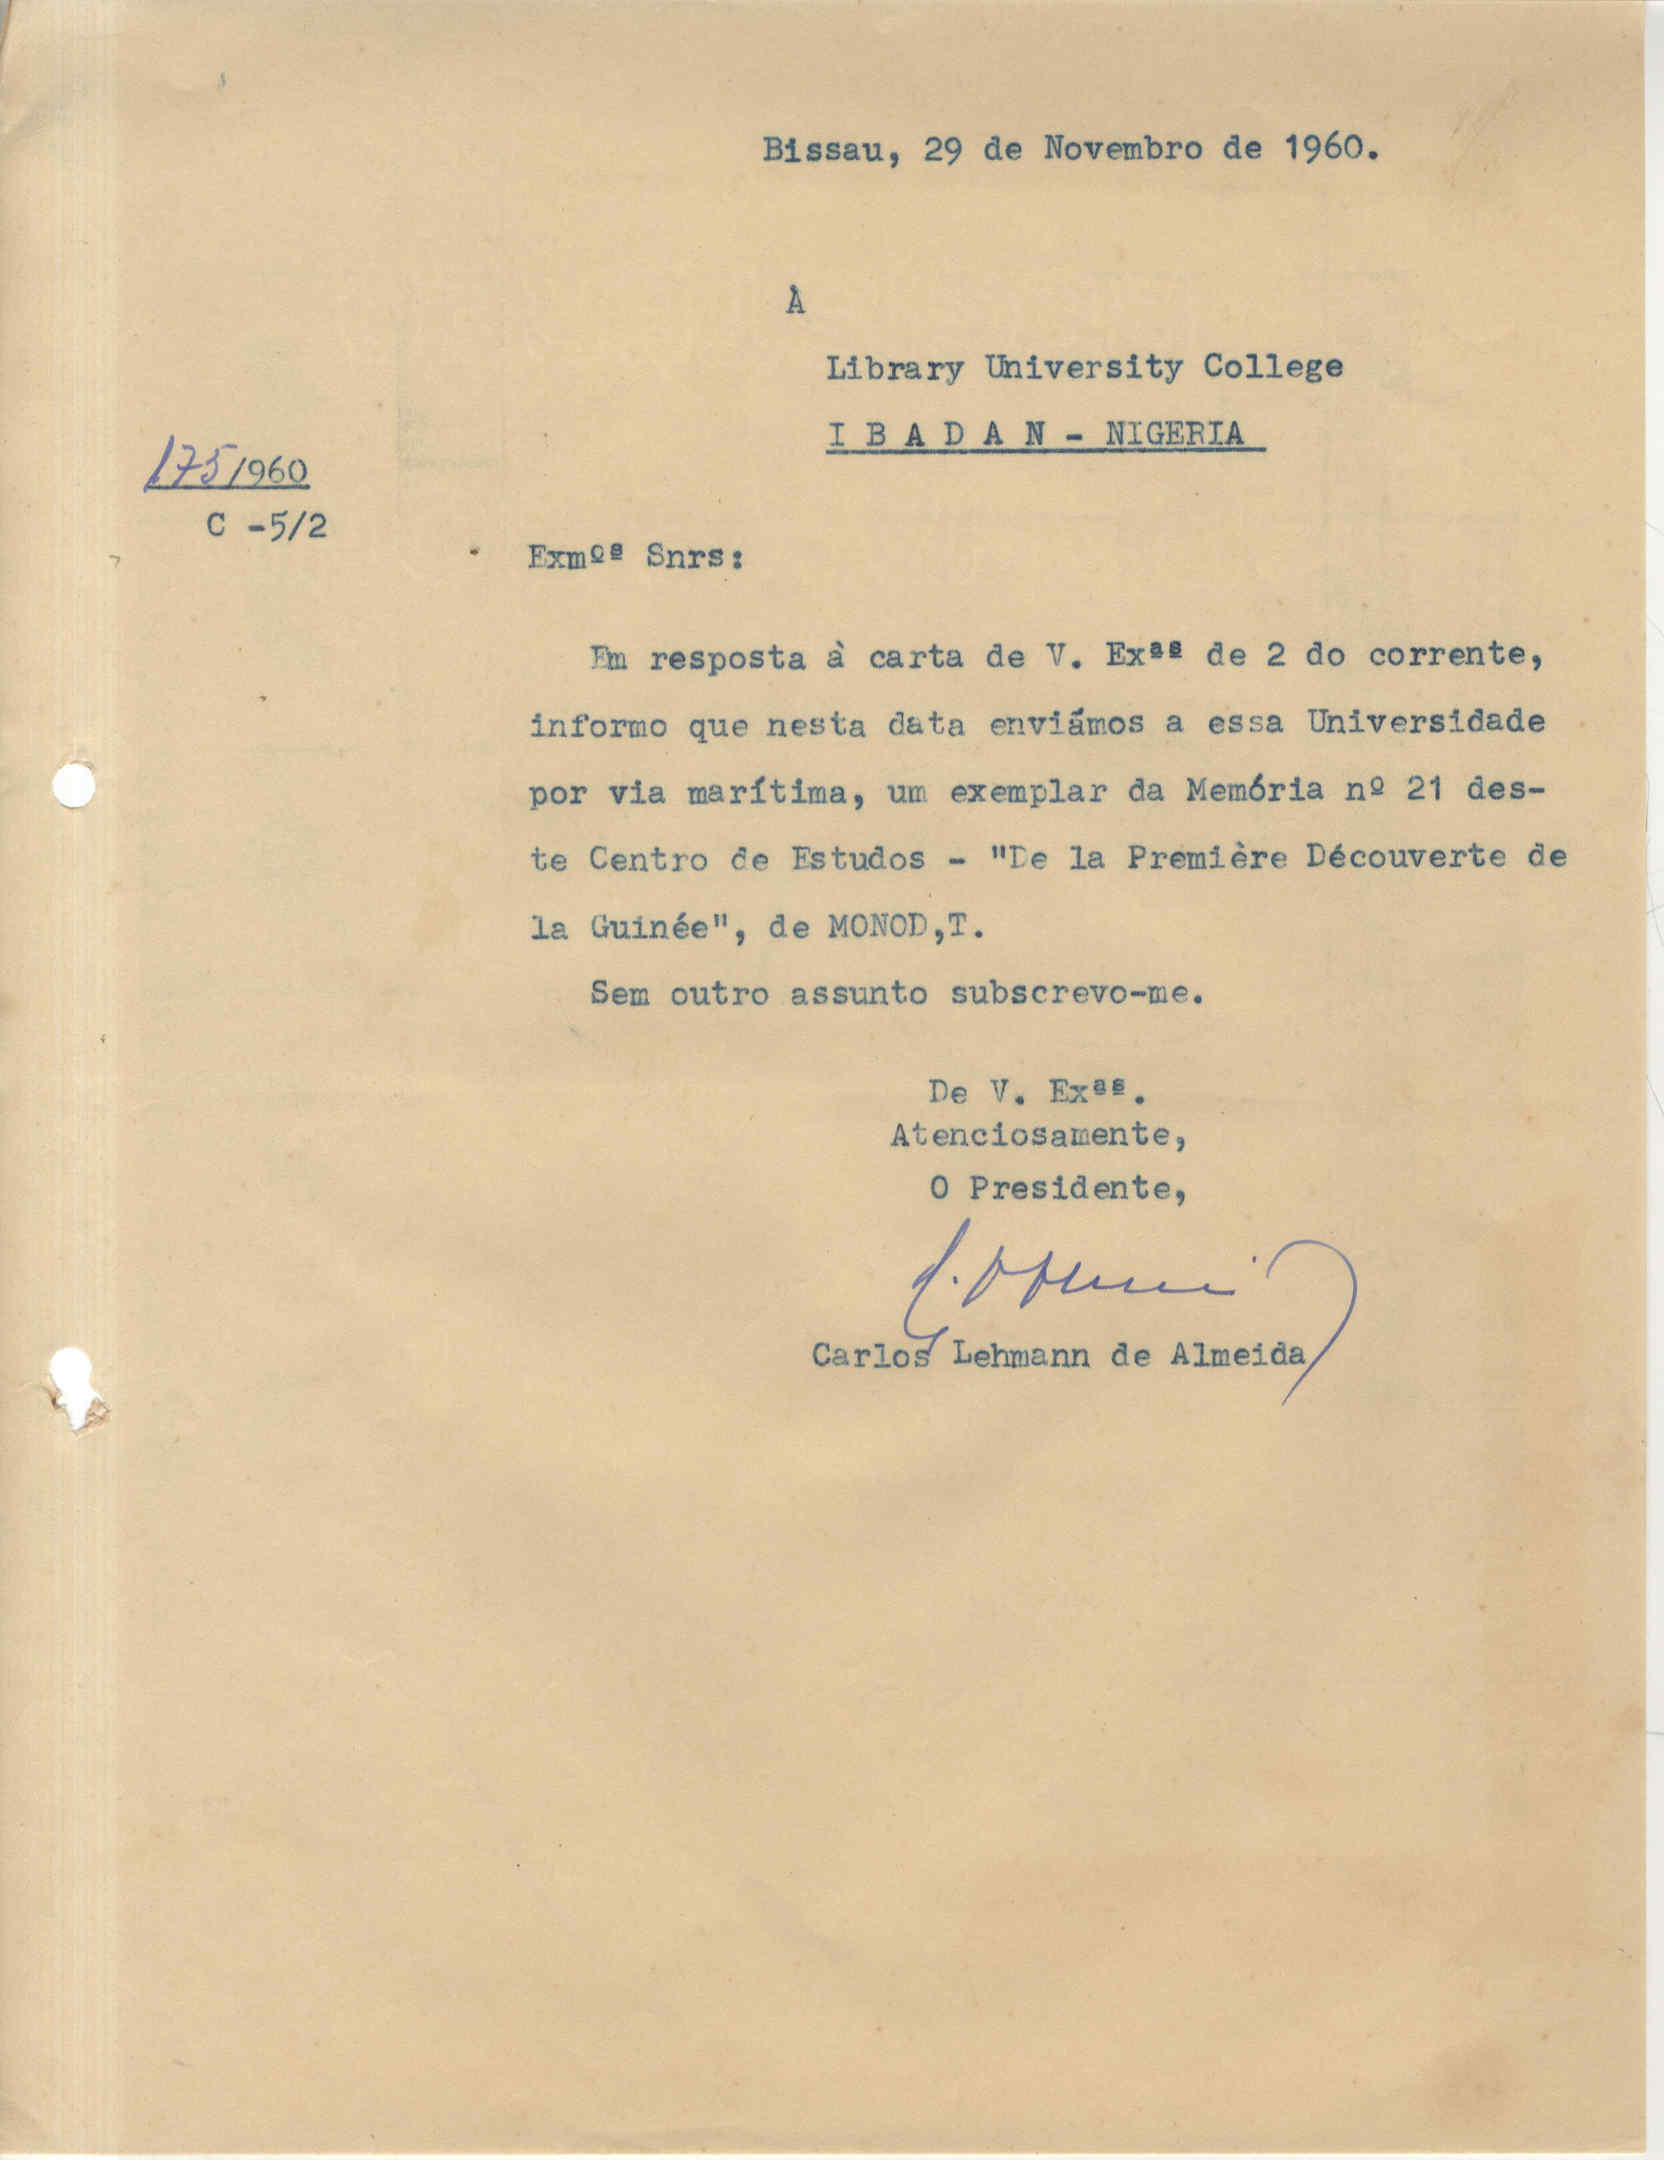 Bissau, 29 de Novembro de 1960.
À
Library University College
I B A D A N - NIGERIA
175/960
C -5/2
Exmºˢ Snrs:
Em resposta à carta de V. Exªˢ de 2 do corrente,
informo que nesta data enviámos a essa Universidade
por via marítima, um exemplar da Memória nº 21 des-
te Centro de Estudos - "De la Première Découverte de
la Guinée", de MONOD,T.
Sem outro assunto subscrevo-me.
De V. Exªˢ.
Atenciosamente,
O Presidente,
Carlos Lehmann de Almeida